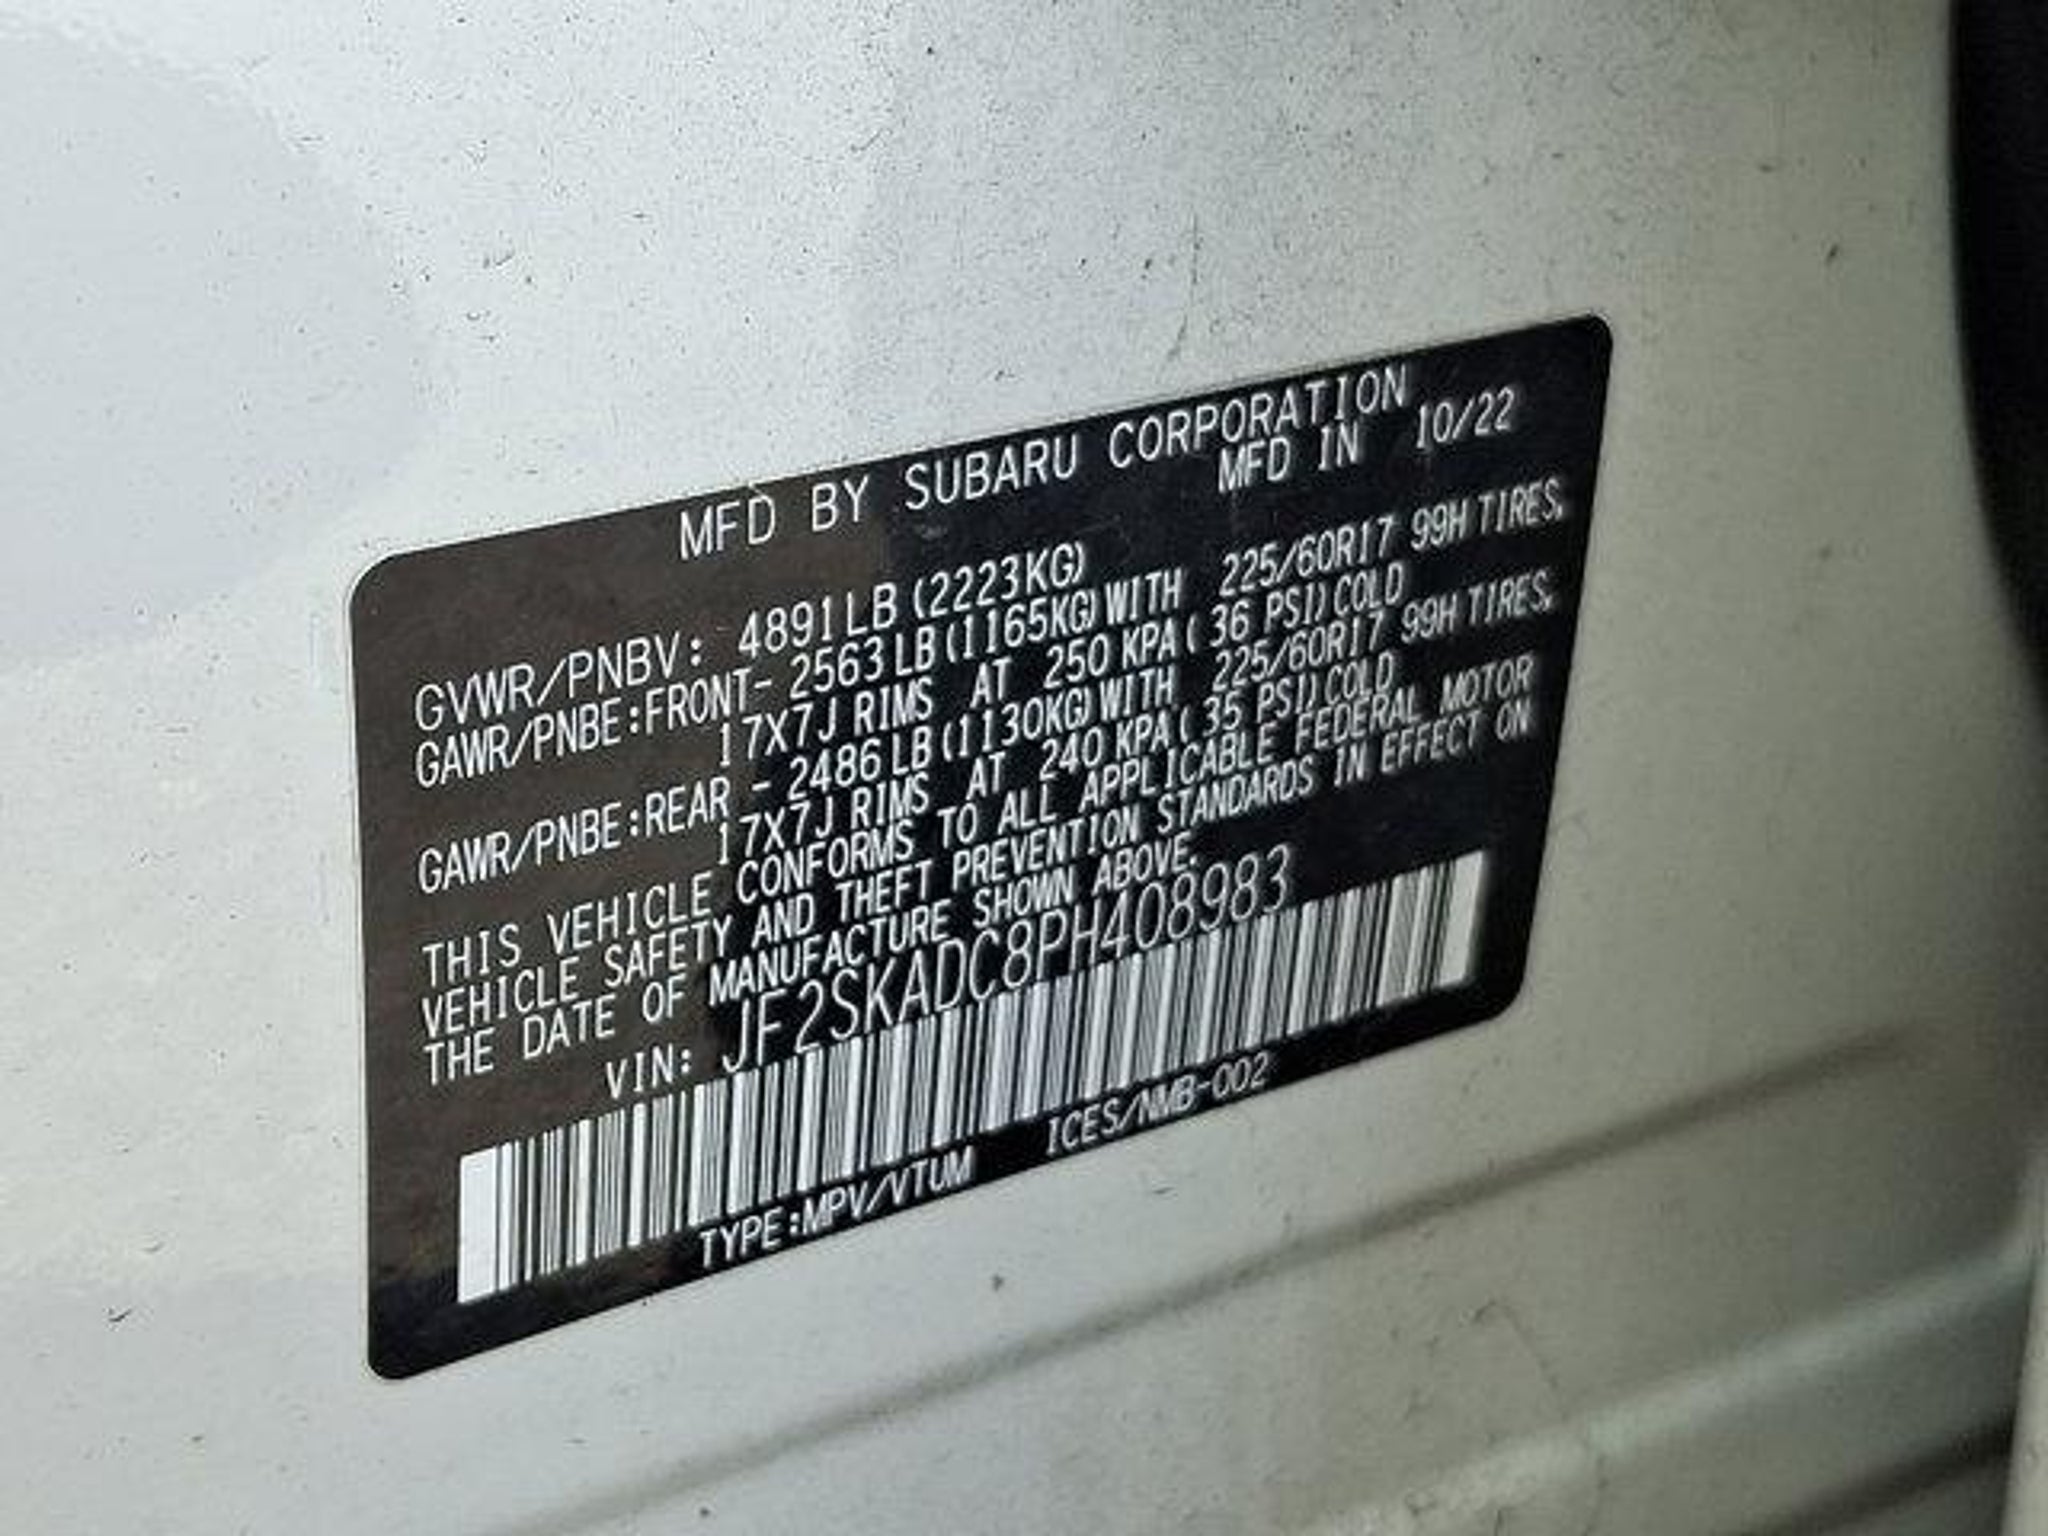 MFD BY SUBARU CORPORATION
MFD IN 10/22
GVWR/PNBV: 4891LB(2223KG)
GAWR/PNBE:FRONT- 2563LB(1165KG)WITH 225/60R17 99H TIRES,
17X7J RIMS AT 250 KPA( 36 PSI)COLD
GAWR/PNBE:REAR - 2486LB(1130KG)WITH 225/60R17 99H TIRES,
17X7J RIMS AT 240 KPA( 35 PSI)COLD
THIS VEHICLE CONFORMS TO ALL APPLICABLE FEDERAL MOTOR
VEHICLE SAFETY AND THEFT PREVENTION STANDARDS IN EFFECT ON
THE DATE OF MANUFACTURE SHOWN ABOVE.
VIN: JF2SKADC8PH408983
TYPE:MPV/VTUM ICES/NMB-002